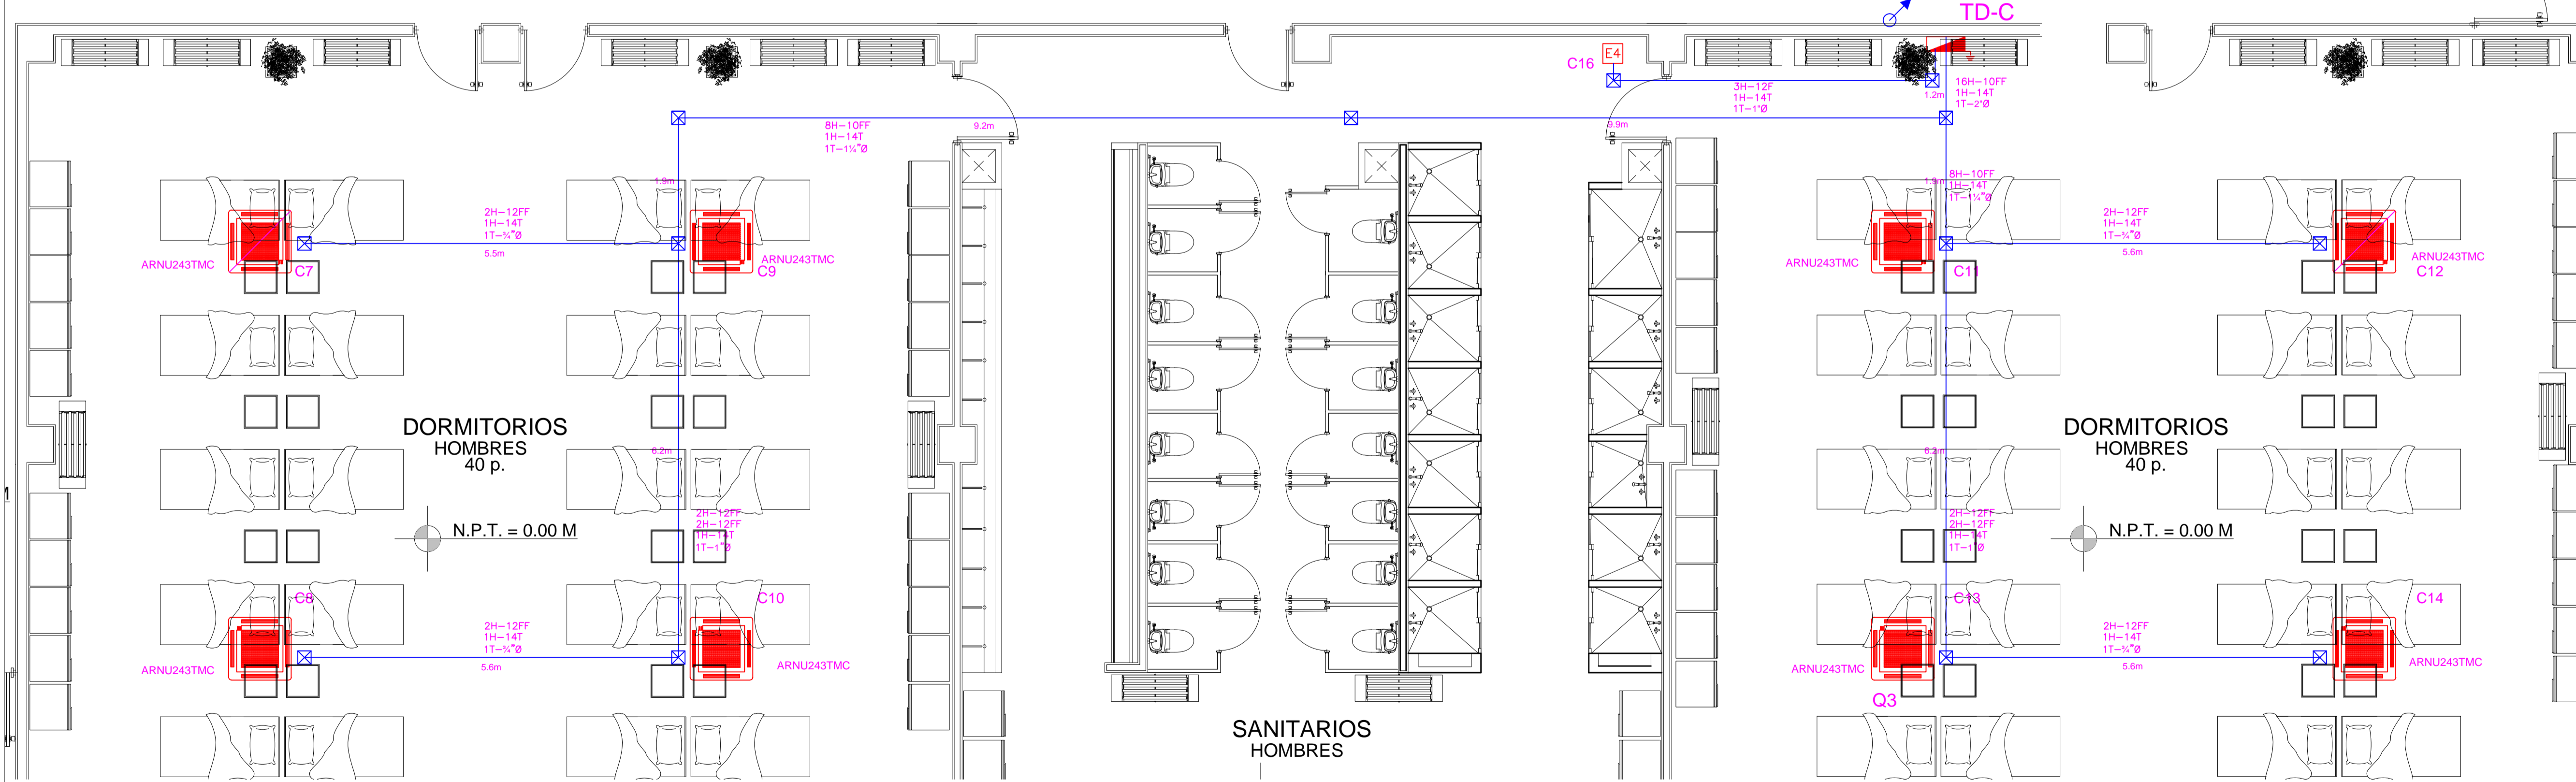 TD-C
E4
C16
3H-12F
1H-14T
1T-1"Ø
1.2m
16H-10FF
1H-14T
1T-2"Ø
8H-10FF
1H-14T
1T-1¼"Ø
9.2m
9.9m
1.9m
2H-12FF
1H-14T
1T-¾"Ø
5.5m
ARNU243TMC
C7
ARNU243TMC
C9
1.9m
8H-10FF
1H-14T
1T-1¼"Ø
ARNU243TMC
C11
2H-12FF
1H-14T
1T-¾"Ø
5.6m
ARNU243TMC
C12
DORMITORIOS
HOMBRES
40 p.
6.2m
N.P.T. = 0.00 M
2H-12FF
2H-12FF
1H-14T
1T-1"Ø
DORMITORIOS
HOMBRES
40 p.
6.2m
N.P.T. = 0.00 M
2H-12FF
2H-12FF
1H-14T
1T-1"Ø
M
C8
2H-12FF
1H-14T
1T-¾"Ø
5.6m
C10
ARNU243TMC
ARNU243TMC
C13
2H-12FF
1H-14T
1T-¾"Ø
5.6m
C14
ARNU243TMC
ARNU243TMC
Q3
SANITARIOS
HOMBRES